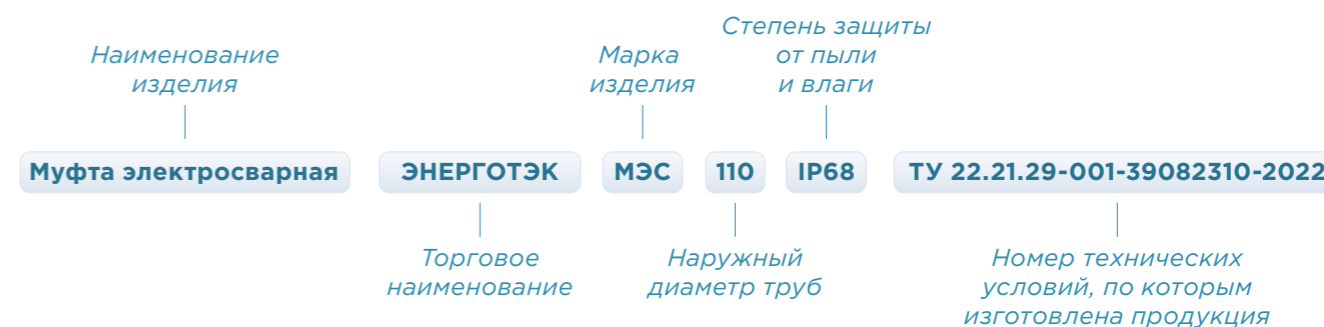 Наименование
изделия
Марка
изделия
Степень защиты
от пыли
и влаги
Муфта электросварная ЭНЕРГОТЭК МЭС 110 IP68 ТУ 22.21.29-001-39082310-2022
Торговое
наименование
Наружный
диаметр труб
Номер технических
условий, по которым
изготовлена продукция